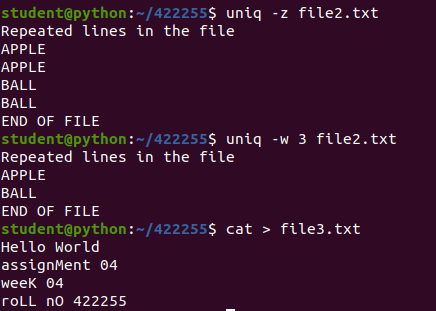 student@python:~/422255$ uniq -z file2.txt
Repeated lines in the file
APPLE
APPLE
BALL
BALL
END OF FILE
student@python:~/422255$ uniq -w 3 file2.txt
Repeated lines in the file
APPLE
BALL
END OF FILE
student@python:~/422255$ cat > file3.txt
Hello World
assignMent 04
weeK 04
roLL nO 422255